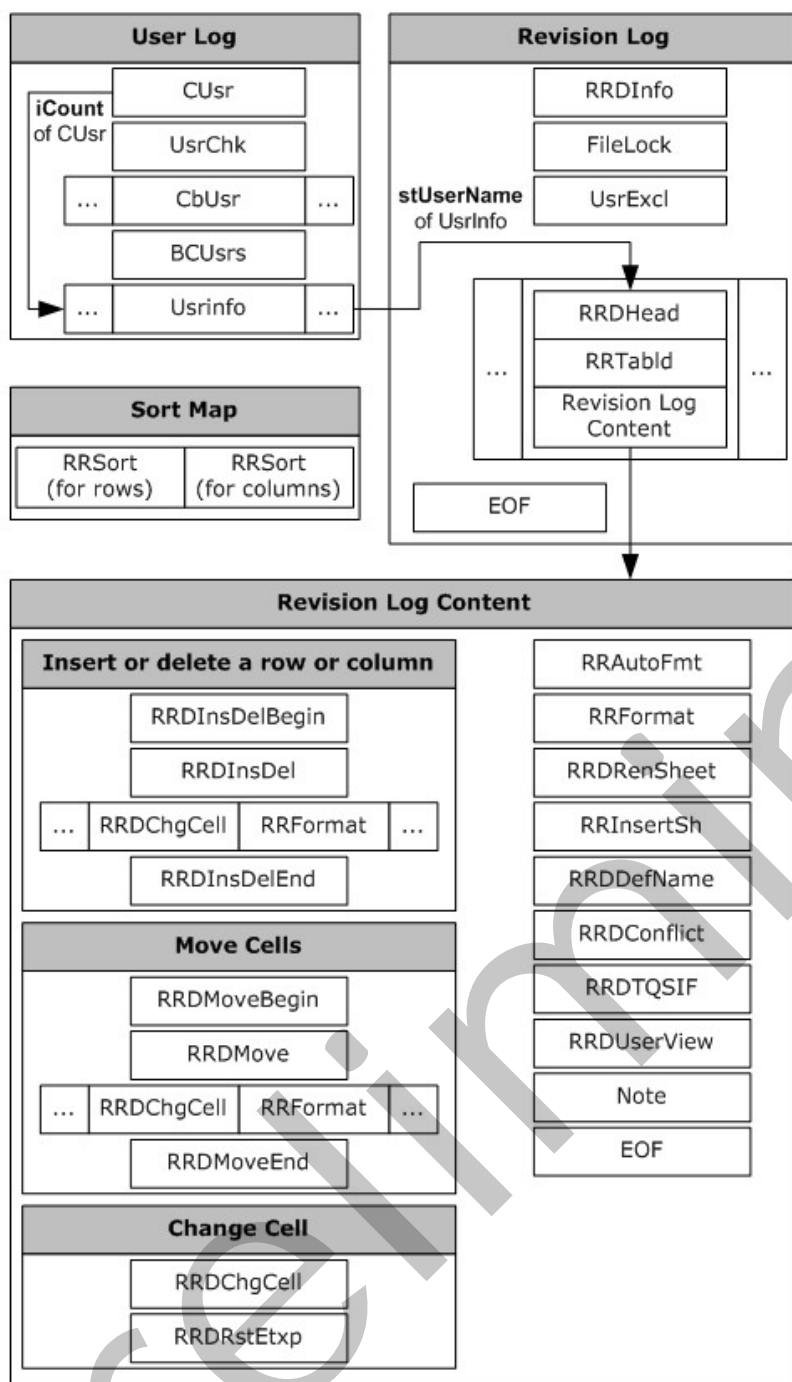 User Log
CUsr
iCount
of CUsr
UsrChk
... CbUsr ...
BCUsrs
... Usrinfo ...
Revision Log
RRDInfo
FileLock
UsrExcl
stUserName
of UsrInfo
RRDHead
... RRTabId ...
Revision Log
Content
EOF
Sort Map
RRSort RRSort
(for rows) (for columns)
Revision Log Content
Insert or delete a row or column
RRDInsDelBegin
RRDInsDel
... RRDChgCell RRFormat ...
RRDInsDelEnd
Move Cells
RRDMoveBegin
RRDMove
... RRDChgCell RRFormat ...
RRDMoveEnd
Change Cell
RRDChgCell
RRDRstEtxp
RRAutoFmt
RRFormat
RRDRenSheet
RRInsertSh
RRDDefName
RRDConflict
RRDTQSIF
RRDUserView
Note
EOF
relimin